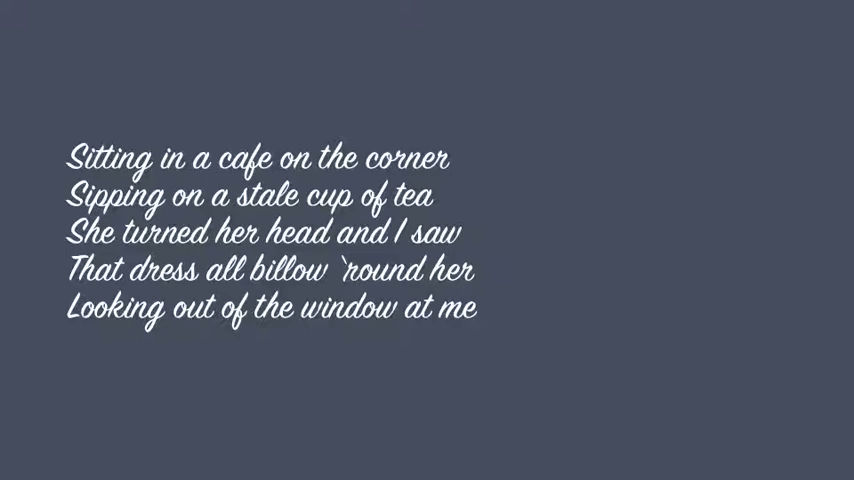 Sitting in a cafe on the corner
Sipping on a stale cup of tea
She turned her head and I saw
That dress all billow `round her
Looking out of the window at me